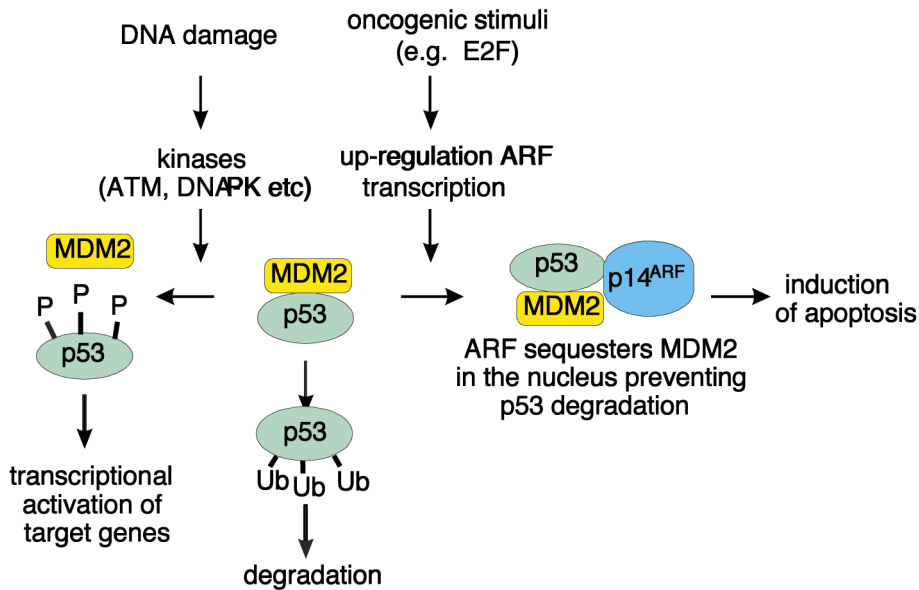 DNA damage
oncogenic stimuli
(e.g. E2F)
kinases
(ATM, DNAPK etc)
up-regulation ARF
transcription
MDM2
P
P
P
p53
MDM2
p53
p53
MDM2
p14ARF
induction
of apoptosis
ARF sequesters MDM2
in the nucleus preventing
p53 degradation
transcriptional
activation of
target genes
p53
Ub
Ub
Ub
degradation